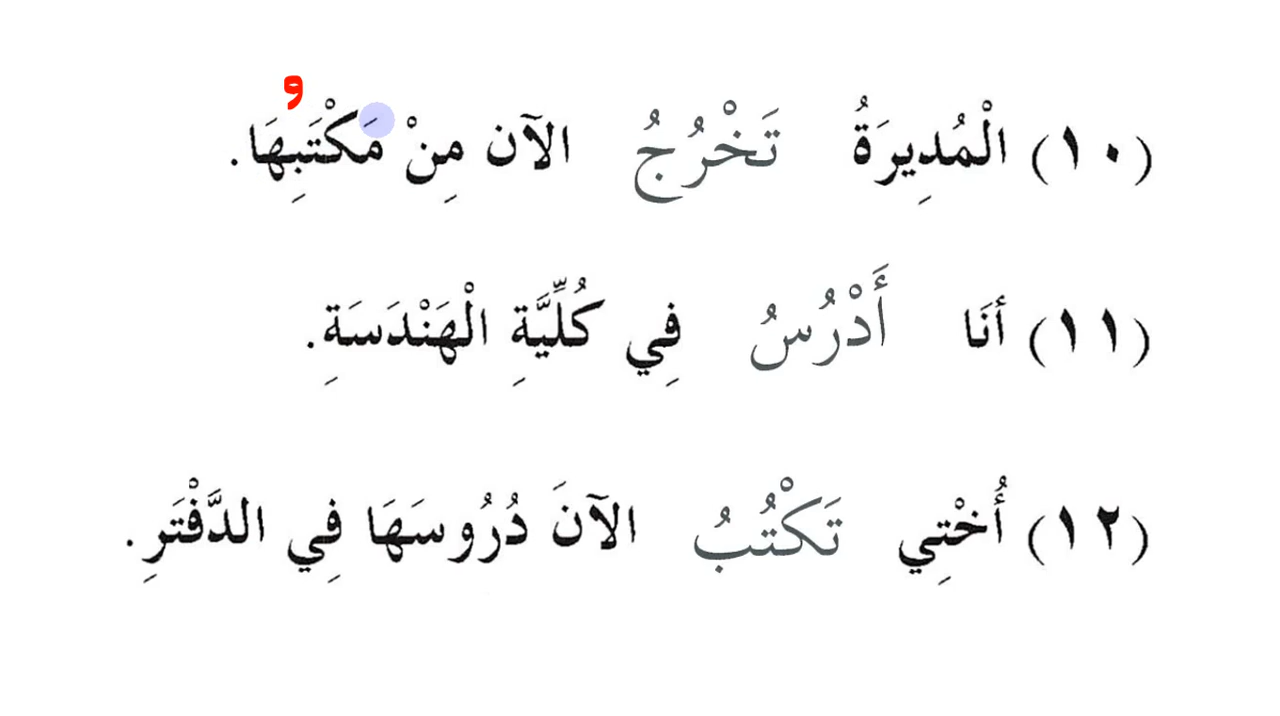 و
(١٠) الْمُدِيرَةُ تَخْرُجُ الآن مِنْ مَكْتَبِهَا.
(١١) أنَا أَدْرُسُ فِي كُلِّيَّةِ الْهَنْدَسَةِ.
(١٢) أُخْتِي تَكْتُبُ الآنَ دُرُوسَهَا فِي الدَّفْتَرِ.